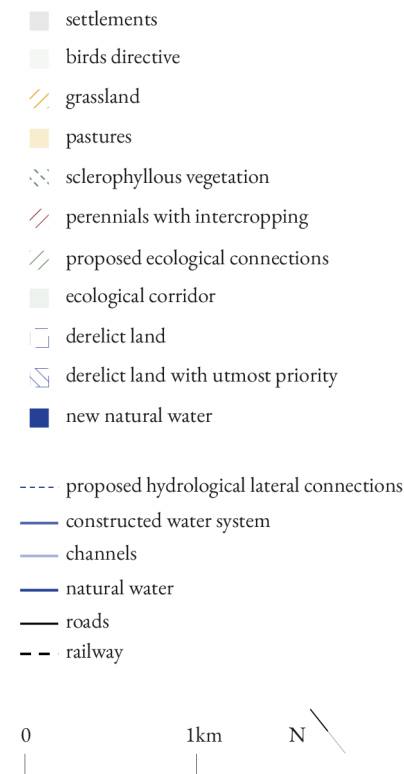 settlements
birds directive
grassland
pastures
sclerophyllous vegetation
perennials with intercropping
proposed ecological connections
ecological corridor
derelict land
derelict land with utmost priority
new natural water
proposed hydrological lateral connections
constructed water system
channels
natural water
roads
railway
0 1km N